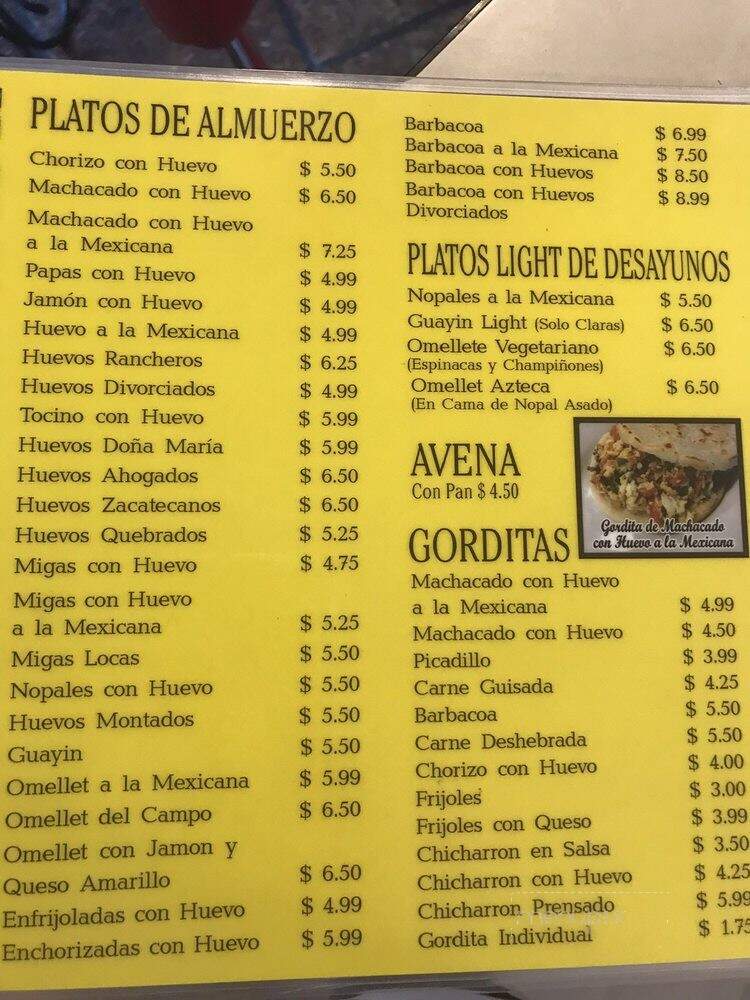 PLATOS DE ALMUERZO
Chorizo con Huevo $ 5.50
Machacado con Huevo $ 6.50
Machacado con Huevo
a la Mexicana $ 7.25
Papas con Huevo $ 4.99
Jamón con Huevo $ 4.99
Huevo a la Mexicana $ 4.99
Huevos Rancheros $ 6.25
Huevos Divorciados $ 4.99
Tocino con Huevo $ 5.99
Huevos Doña María $ 5.99
Huevos Ahogados $ 6.50
Huevos Zacatecanos $ 6.50
Huevos Quebrados $ 5.25
Migas con Huevo $ 4.75
Migas con Huevo
a la Mexicana $ 5.25
Migas Locas $ 5.50
Nopales con Huevo $ 5.50
Huevos Montados $ 5.50
Guayin $ 5.50
Omellet a la Mexicana $ 5.99
Omellet del Campo $ 6.50
Omellet con Jamon y
Queso Amarillo $ 6.50
Enfrijoladas con Huevo $ 4.99
Enchorizadas con Huevo $ 5.99
Barbacoa $ 6.99
Barbacoa a la Mexicana $ 7.50
Barbacoa con Huevos $ 8.50
Barbacoa con Huevos $ 8.99
Divorciados
PLATOS LIGHT DE DESAYUNOS
Nopales a la Mexicana $ 5.50
Guayin Light (Solo Claras) $ 6.50
Omellete Vegetariano $ 6.50
(Espinacas y Champiñones)
Omellet Azteca $ 6.50
(En Cama de Nopal Asado)
AVENA
Con Pan $ 4.50
Gordita de Machacado
con Huevo a la Mexicana
GORDITAS
Machacado con Huevo
a la Mexicana $ 4.99
Machacado con Huevo $ 4.50
Picadillo $ 3.99
Carne Guisada $ 4.25
Barbacoa $ 5.50
Carne Deshebrada $ 5.50
Chorizo con Huevo $ 4.00
Frijoles $ 3.00
Frijoles con Queso $ 3.99
Chicharron en Salsa $ 3.50
Chicharron con Huevo $ 4.25
Chicharron Prensado $ 5.99
Gordita Individual $ 1.75